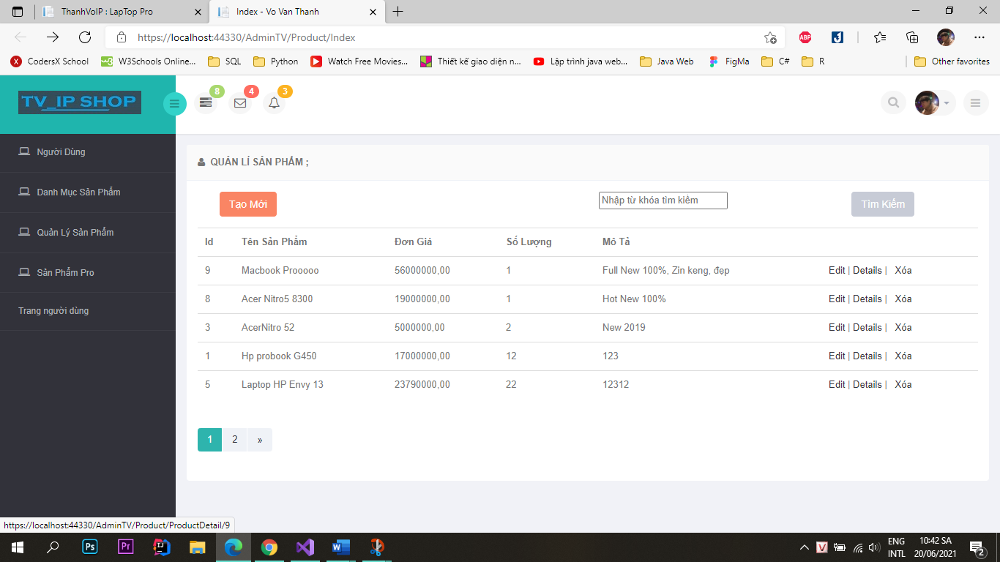 ThanhVoIP : LapTop Pro
Index - Vo Van Thanh
https://localhost:44330/AdminTV/Product/Index
ABP
CodersX School
W3Schools Online...
SQL
Python
Watch Free Movies...
Thiết kế giao diện n...
Lập trình java web...
Java Web
FigMa
C#
R
Other favorites
TV_IP SHOP
8
4
3
Người Dùng
Danh Mục Sản Phẩm
Quản Lý Sản Phẩm
Sản Phẩm Pro
Trang người dùng
QUẢN LÍ SẢN PHẨM ;
Tạo Mới
Nhập từ khóa tìm kiếm
Tìm Kiếm
Id Tên Sản Phẩm Đơn Giá Số Lượng Mô Tả
9 Macbook Prooooo 56000000,00 1 Full New 100%, Zin keng, đẹp Edit | Details | Xóa
8 Acer Nitro5 8300 19000000,00 1 Hot New 100% Edit | Details | Xóa
3 AcerNitro 52 5000000,00 2 New 2019 Edit | Details | Xóa
1 Hp probook G450 17000000,00 12 123 Edit | Details | Xóa
5 Laptop HP Envy 13 23790000,00 22 12312 Edit | Details | Xóa
1 2 »
https://localhost:44330/AdminTV/Product/ProductDetail/9
Ps
Pr
IJ
W
V
ENG
INTL
10:42 SA
20/06/2021
2